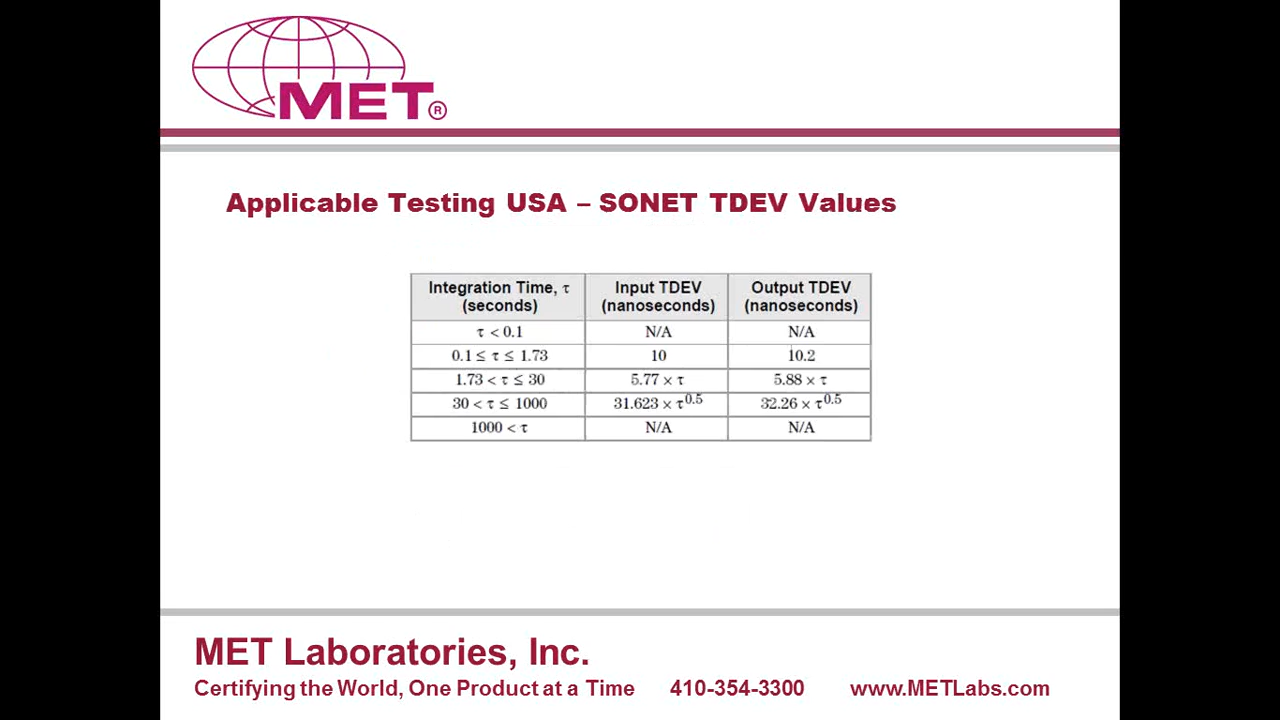 MET®
Applicable Testing USA – SONET TDEV Values
Integration Time, τ (seconds) Input TDEV (nanoseconds) Output TDEV (nanoseconds)
τ < 0.1 N/A N/A
0.1 ≤ τ ≤ 1.73 10 10.2
1.73 < τ ≤ 30 5.77 × τ 5.88 × τ
30 < τ ≤ 1000 31.623 × τ^0.5 32.26 × τ^0.5
1000 < τ N/A N/A
MET Laboratories, Inc.
Certifying the World, One Product at a Time 410-354-3300 www.METLabs.com